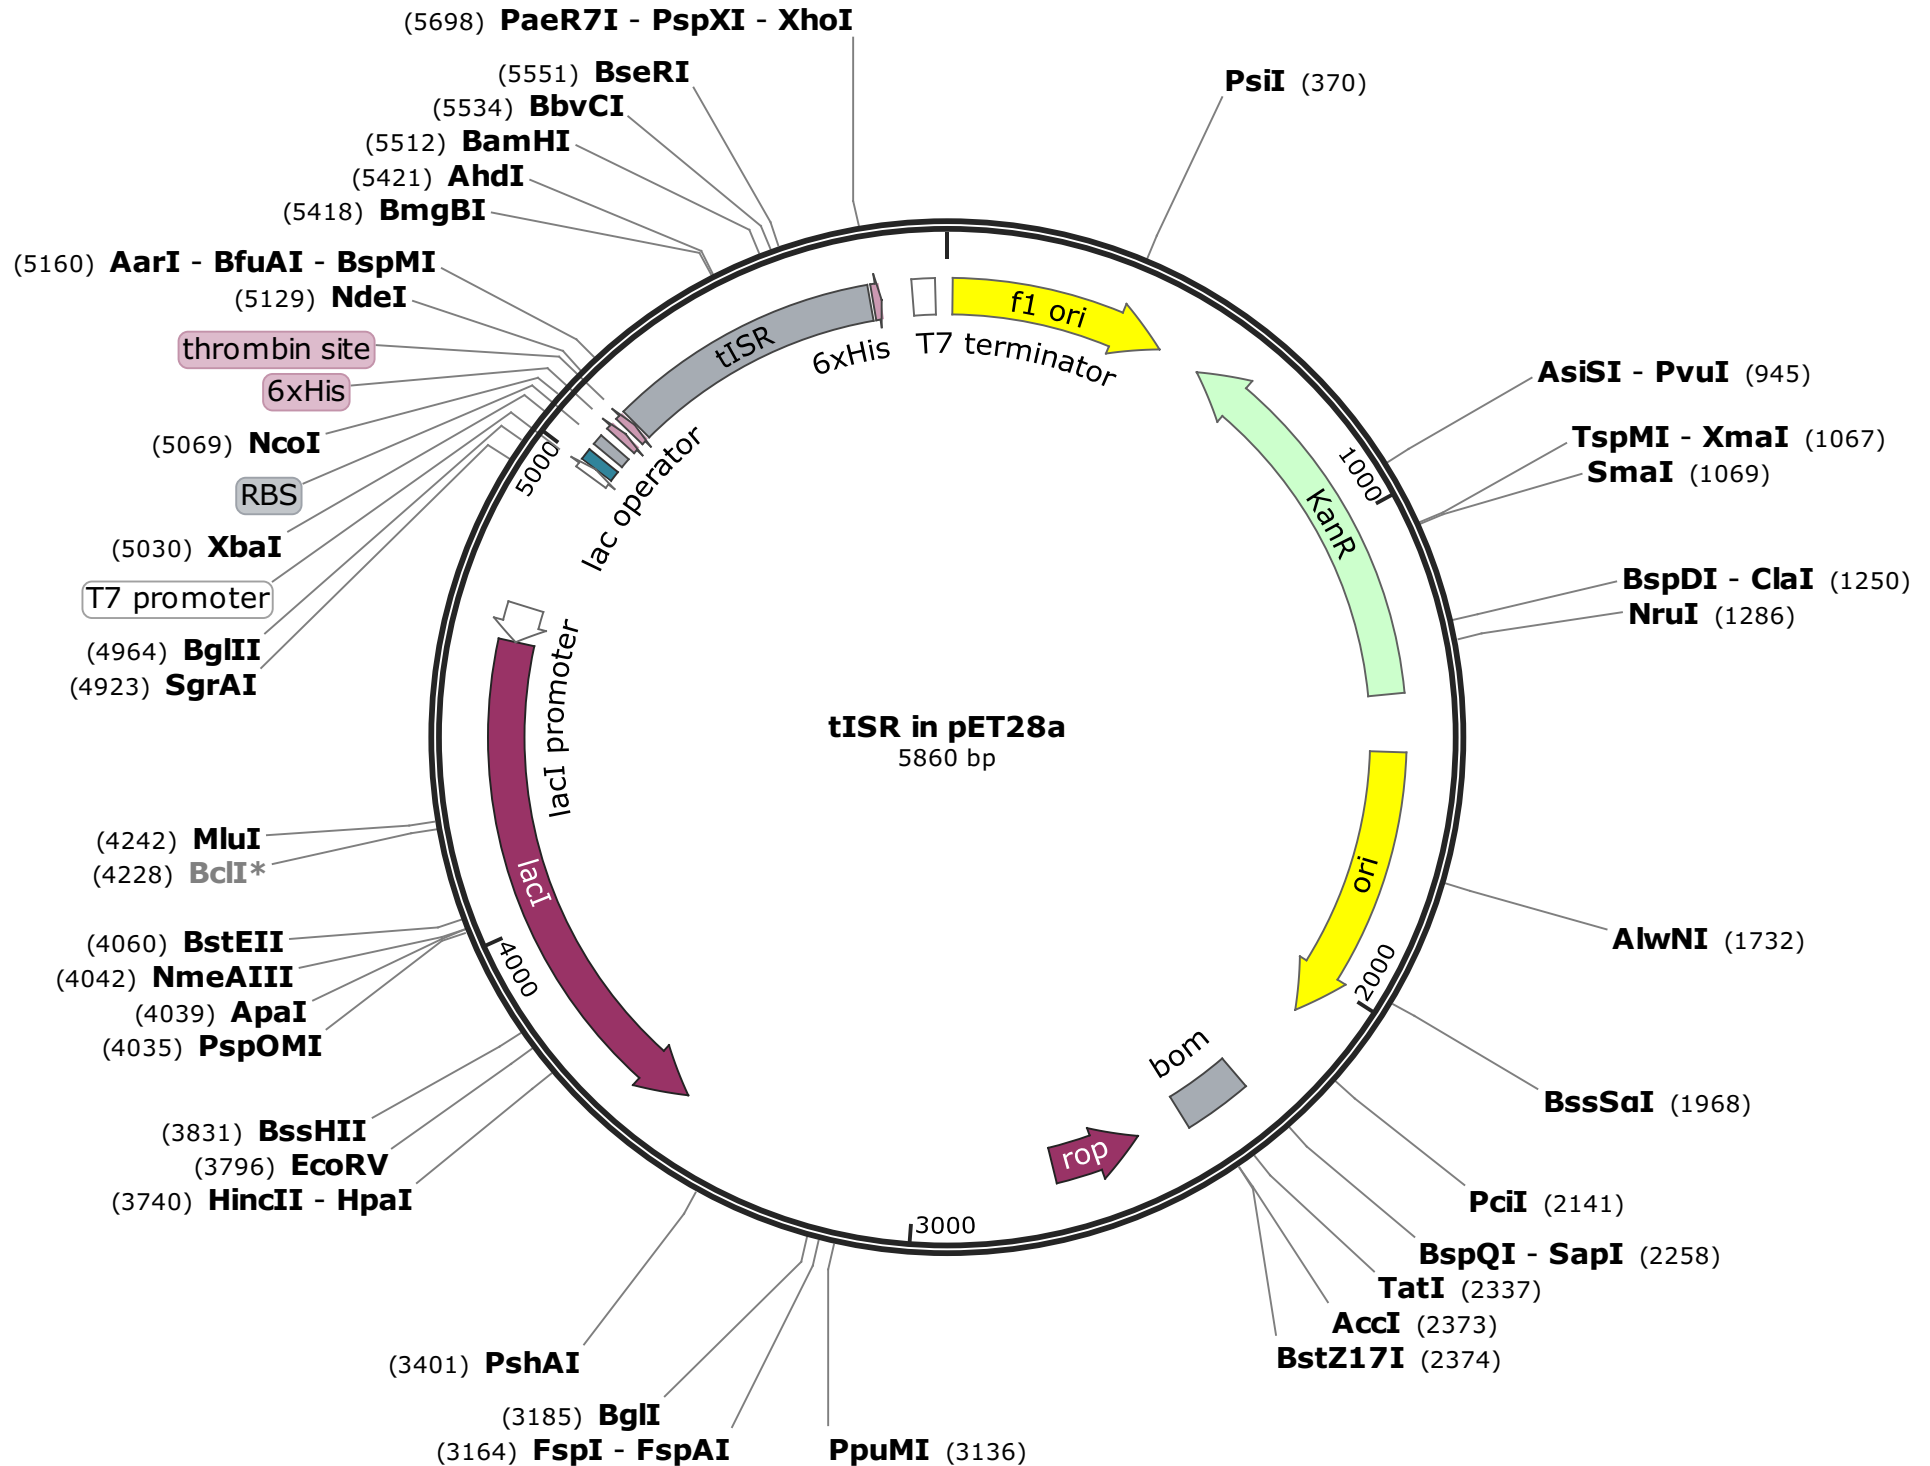 (5698) PaeR7I - PspXI - XhoI
(5551) BseRI
(5534) BbvCI
(5512) BamHI
(5421) AhdI
(5418) BmgBI
(5160) AarI - BfuAI - BspMI
(5129) NdeI
thrombin site
6xHis
(5069) NcoI
RBS
(5030) XbaI
T7 promoter
(4964) BglII
(4923) SgrAI
(4242) MluI
(4228) BclI*
(4060) BstEII
(4042) NmeAIII
(4039) ApaI
(4035) PspOMI
(3831) BssHII
(3796) EcoRV
(3740) HincII - HpaI
(3401) PshAI
(3185) BglI
(3164) FspI - FspAI
PpuMI (3136)
PsiI (370)
AsiSI - PvuI (945)
TspMI - XmaI (1067)
SmaI (1069)
BspDI - ClaI (1250)
NruI (1286)
AlwNI (1732)
BssSαI (1968)
PciI (2141)
BspQI - SapI (2258)
TatI (2337)
AccI (2373)
BstZ17I (2374)
tISR
6xHis
T7 terminator
f1 ori
KanR
ori
bom
rop
lacI
lacI promoter
lac operator
1000
2000
3000
4000
5000
tISR in pET28a
5860 bp